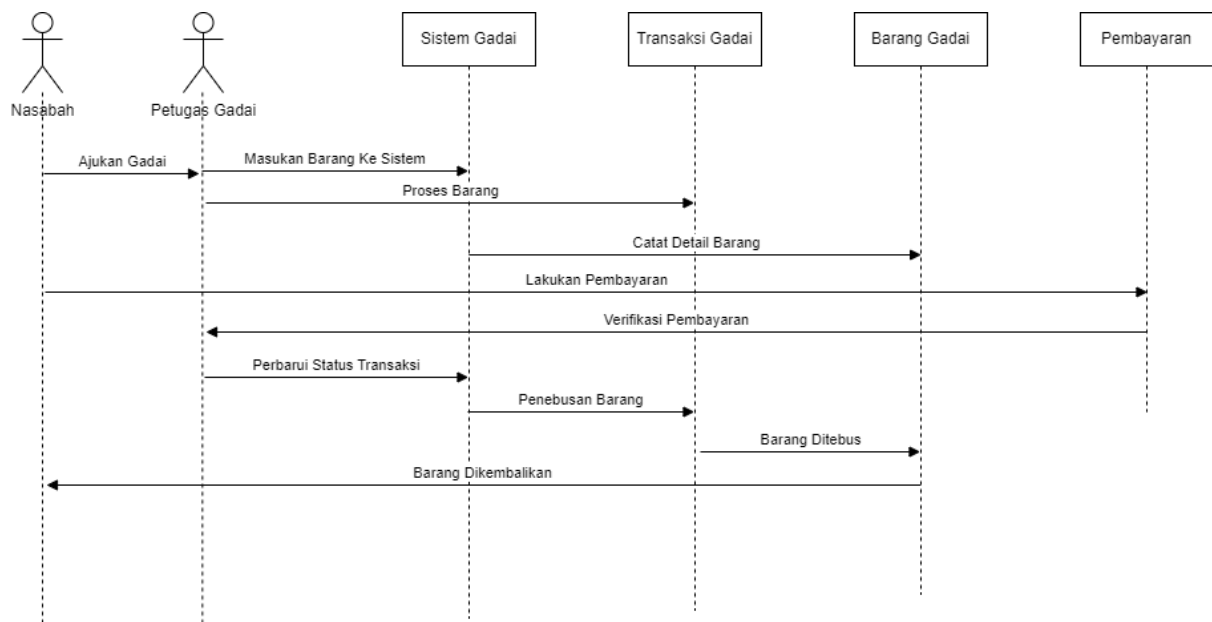 Sistem Gadai
Transaksi Gadai
Barang Gadai
Pembayaran
Nasabah
Petugas Gadai
Ajukan Gadai
Masukan Barang Ke Sistem
Proses Barang
Catat Detail Barang
Lakukan Pembayaran
Verifikasi Pembayaran
Perbarui Status Transaksi
Penebusan Barang
Barang Ditebus
Barang Dikembalikan